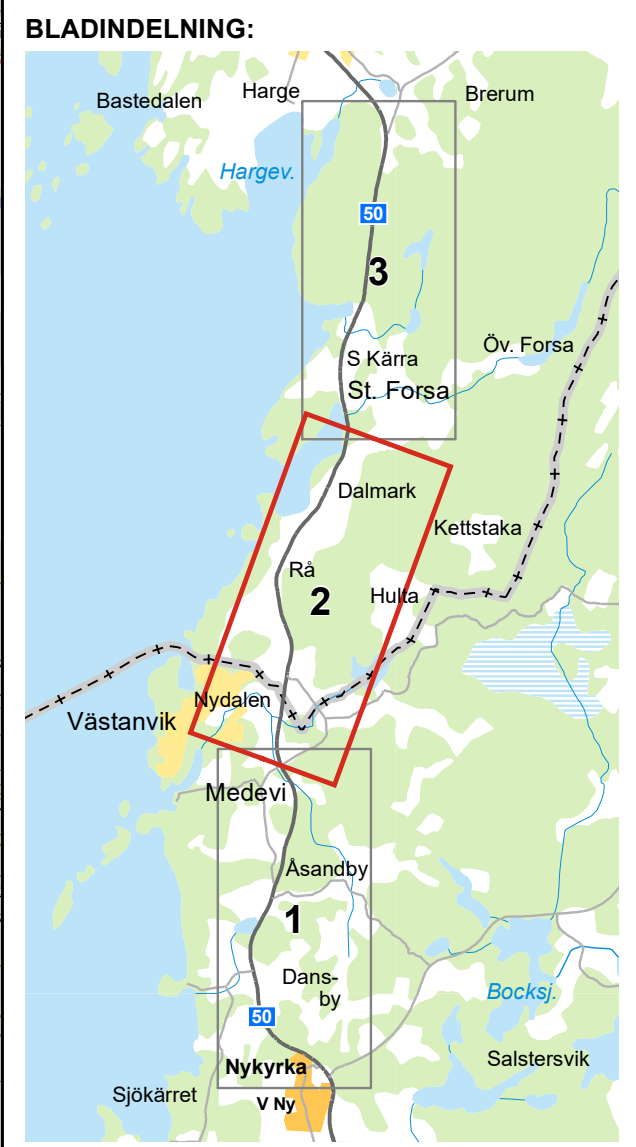 BLADINDELNING:
Harge
Brerum
Bastedalen
Hargev.
50
3
Öv. Forsa
S Kärra
St. Forsa
Dalmark
Kettstaka
Rå
Hulta
2
Nydalen
Västanvik
Medevi
Åsandby
1
Dans-
by
Bocksj.
50
Salstersvik
Nykyrka
Sjökärret
V Ny